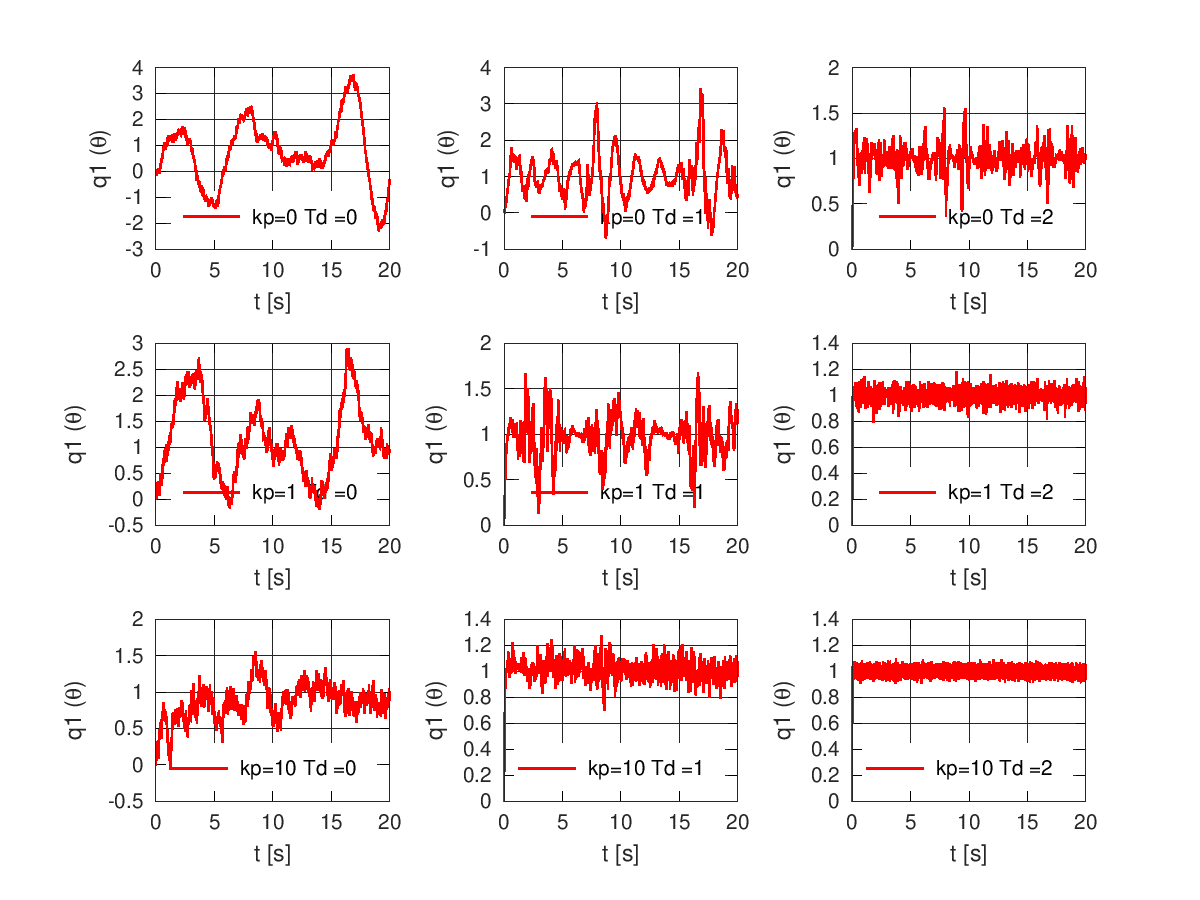 4
3
2
1
0
-1
-2
-3
q1 (θ)
kp=0 Td =0
0 5 10 15 20
t [s]
4
3
2
1
0
-1
q1 (θ)
kp=0 Td =1
0 5 10 15 20
t [s]
2
1.5
1
0.5
0
q1 (θ)
kp=0 Td =2
0 5 10 15 20
t [s]
3
2.5
2
1.5
1
0.5
0
-0.5
q1 (θ)
kp=1 Td =0
0 5 10 15 20
t [s]
2
1.5
1
0.5
0
q1 (θ)
kp=1 Td =1
0 5 10 15 20
t [s]
1.4
1.2
1
0.8
0.6
0.4
0.2
0
q1 (θ)
kp=1 Td =2
0 5 10 15 20
t [s]
2
1.5
1
0.5
0
-0.5
q1 (θ)
kp=10 Td =0
0 5 10 15 20
t [s]
1.4
1.2
1
0.8
0.6
0.4
0.2
0
q1 (θ)
kp=10 Td =1
0 5 10 15 20
t [s]
1.4
1.2
1
0.8
0.6
0.4
0.2
0
q1 (θ)
kp=10 Td =2
0 5 10 15 20
t [s]